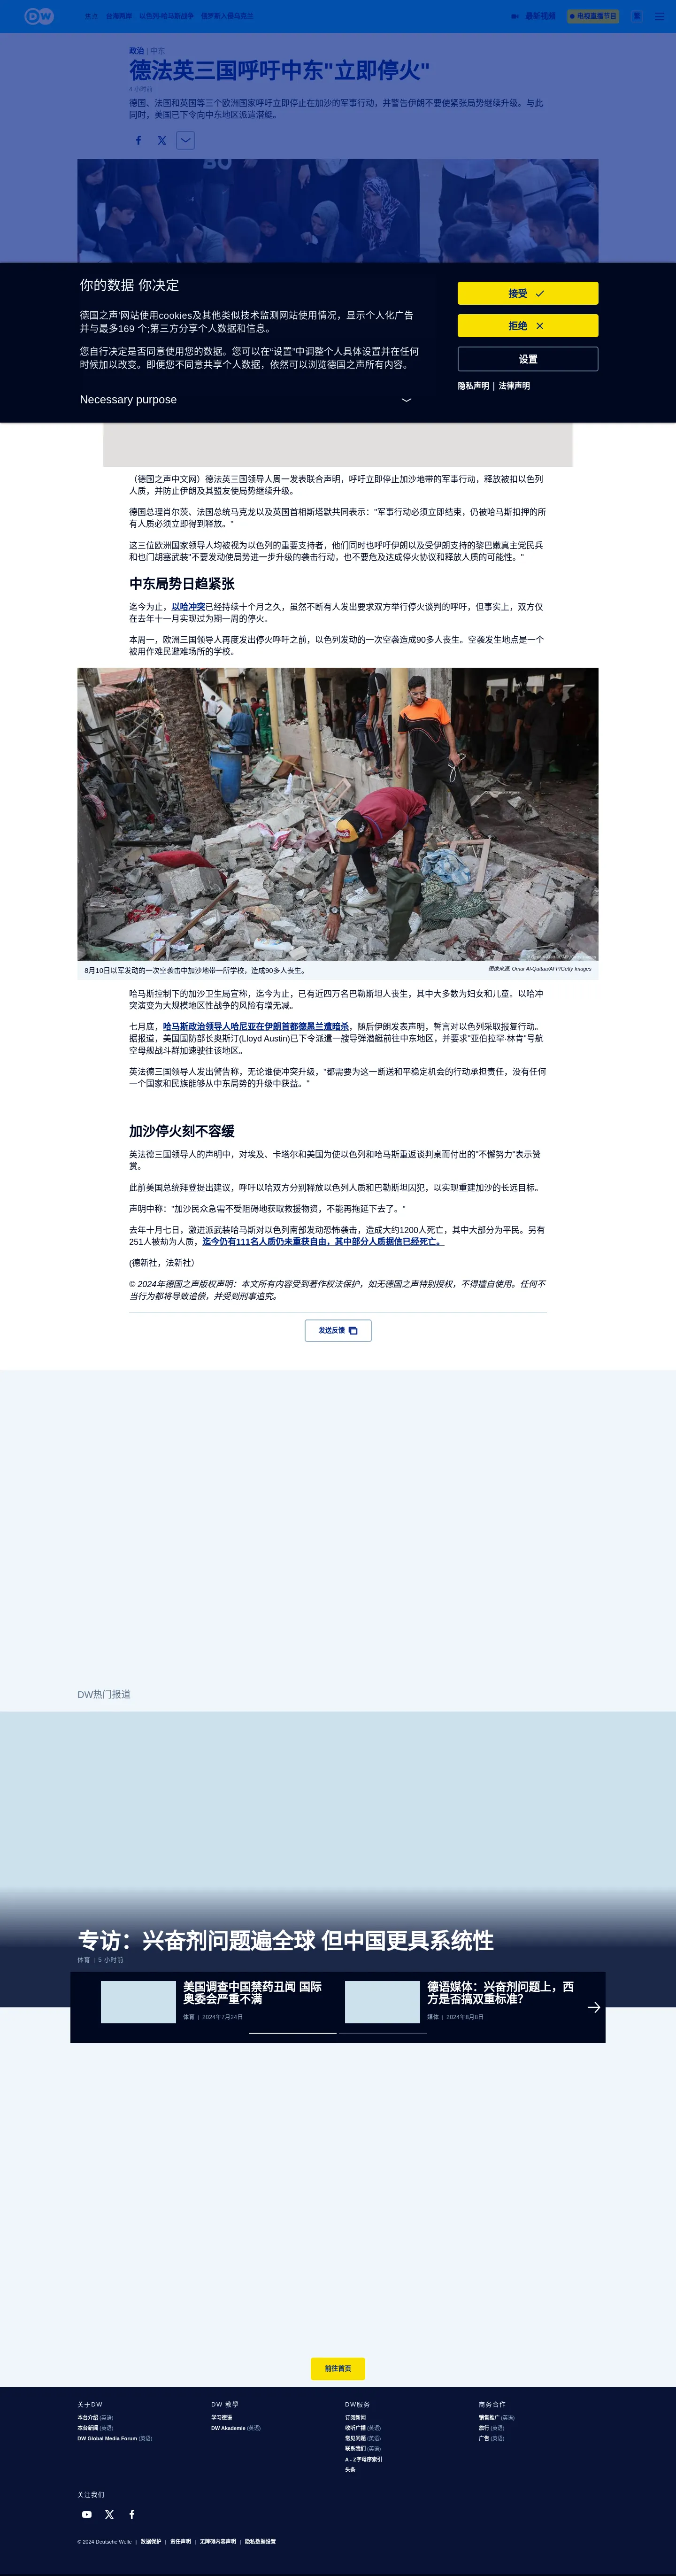 DW
焦点 台海两岸 以色列-哈马斯战争 俄罗斯入侵乌克兰
最新视频 电视直播节目 繁
政治 | 中东
德法英三国呼吁中东"立即停火"
4 小时前
德国、法国和英国等三个欧洲国家呼吁立即停止在加沙的军事行动，并警告伊朗不要使紧张局势继续升级。与此
同时，美国已下令向中东地区派遣潜艇。
你的数据 你决定
德国之声'网站使用cookies及其他类似技术监测网站使用情况，显示个人化广告
并与最多169 个;第三方分享个人数据和信息。
您自行决定是否同意使用您的数据。您可以在"设置"中调整个人具体设置并在任何
时候加以改变。即便您不同意共享个人数据，依然可以浏览德国之声所有内容。
Necessary purpose
接受
拒绝
设置
隐私声明 | 法律声明
（德国之声中文网）德法英三国领导人周一发表联合声明，呼吁立即停止加沙地带的军事行动，释放被扣以色列
人质，并防止伊朗及其盟友使局势继续升级。
德国总理肖尔茨、法国总统马克龙以及英国首相斯塔默共同表示："军事行动必须立即结束，仍被哈马斯扣押的所
有人质必须立即得到释放。"
这三位欧洲国家领导人均被视为以色列的重要支持者，他们同时也呼吁伊朗以及受伊朗支持的黎巴嫩真主党民兵
和也门胡塞武装"不要发动使局势进一步升级的袭击行动，也不要危及达成停火协议和释放人质的可能性。"
中东局势日趋紧张
迄今为止，以哈冲突已经持续十个月之久，虽然不断有人发出要求双方举行停火谈判的呼吁，但事实上，双方仅
在去年十一月实现过为期一周的停火。
本周一，欧洲三国领导人再度发出停火呼吁之前，以色列发动的一次空袭造成90多人丧生。空袭发生地点是一个
被用作难民避难场所的学校。
8月10日以军发动的一次空袭击中加沙地带一所学校，造成90多人丧生。
图像来源: Omar Al-Qattaa/AFP/Getty Images
哈马斯控制下的加沙卫生局宣称，迄今为止，已有近四万名巴勒斯坦人丧生，其中大多数为妇女和儿童。以哈冲
突演变为大规模地区性战争的风险有增无减。
七月底，哈马斯政治领导人哈尼亚在伊朗首都德黑兰遭暗杀，随后伊朗发表声明，誓言对以色列采取报复行动。
据报道，美国国防部长奥斯汀(Lloyd Austin)已下令派遣一艘导弹潜艇前往中东地区，并要求"亚伯拉罕·林肯"号航
空母舰战斗群加速驶往该地区。
英法德三国领导人发出警告称，无论谁使冲突升级，"都需要为这一断送和平稳定机会的行动承担责任，没有任何
一个国家和民族能够从中东局势的升级中获益。"
加沙停火刻不容缓
英法德三国领导人的声明中，对埃及、卡塔尔和美国为使以色列和哈马斯重返谈判桌而付出的"不懈努力"表示赞
赏。
此前美国总统拜登提出建议，呼吁以哈双方分别释放以色列人质和巴勒斯坦囚犯，以实现重建加沙的长远目标。
声明中称："加沙民众急需不受阻碍地获取救援物资，不能再拖延下去了。"
去年十月七日，激进派武装哈马斯对以色列南部发动恐怖袭击，造成大约1200人死亡，其中大部分为平民。另有
251人被劫为人质，迄今仍有111名人质仍未重获自由，其中部分人质据信已经死亡。
(德新社，法新社）
© 2024年德国之声版权声明：本文所有内容受到著作权法保护，如无德国之声特别授权，不得擅自使用。任何不
当行为都将导致追偿，并受到刑事追究。
发送反馈
DW热门报道
专访：兴奋剂问题遍全球 但中国更具系统性
体育 | 5 小时前
美国调查中国禁药丑闻 国际
奥委会严重不满
体育 | 2024年7月24日
德语媒体：兴奋剂问题上，西
方是否搞双重标准？
媒体 | 2024年8月8日
前往首页
关于DW
本台介绍 (英语)
本台新闻 (英语)
DW Global Media Forum (英语)
DW 教學
学习德语
DW Akademie (英语)
DW服务
订阅新闻
收听广播 (英语)
常见问题 (英语)
联系我们 (英语)
A - Z字母序索引
头条
商务合作
销售推广 (英语)
旅行 (英语)
广告 (英语)
关注我们
© 2024 Deutsche Welle | 数据保护 | 责任声明 | 无障碍内容声明 | 隐私数据设置